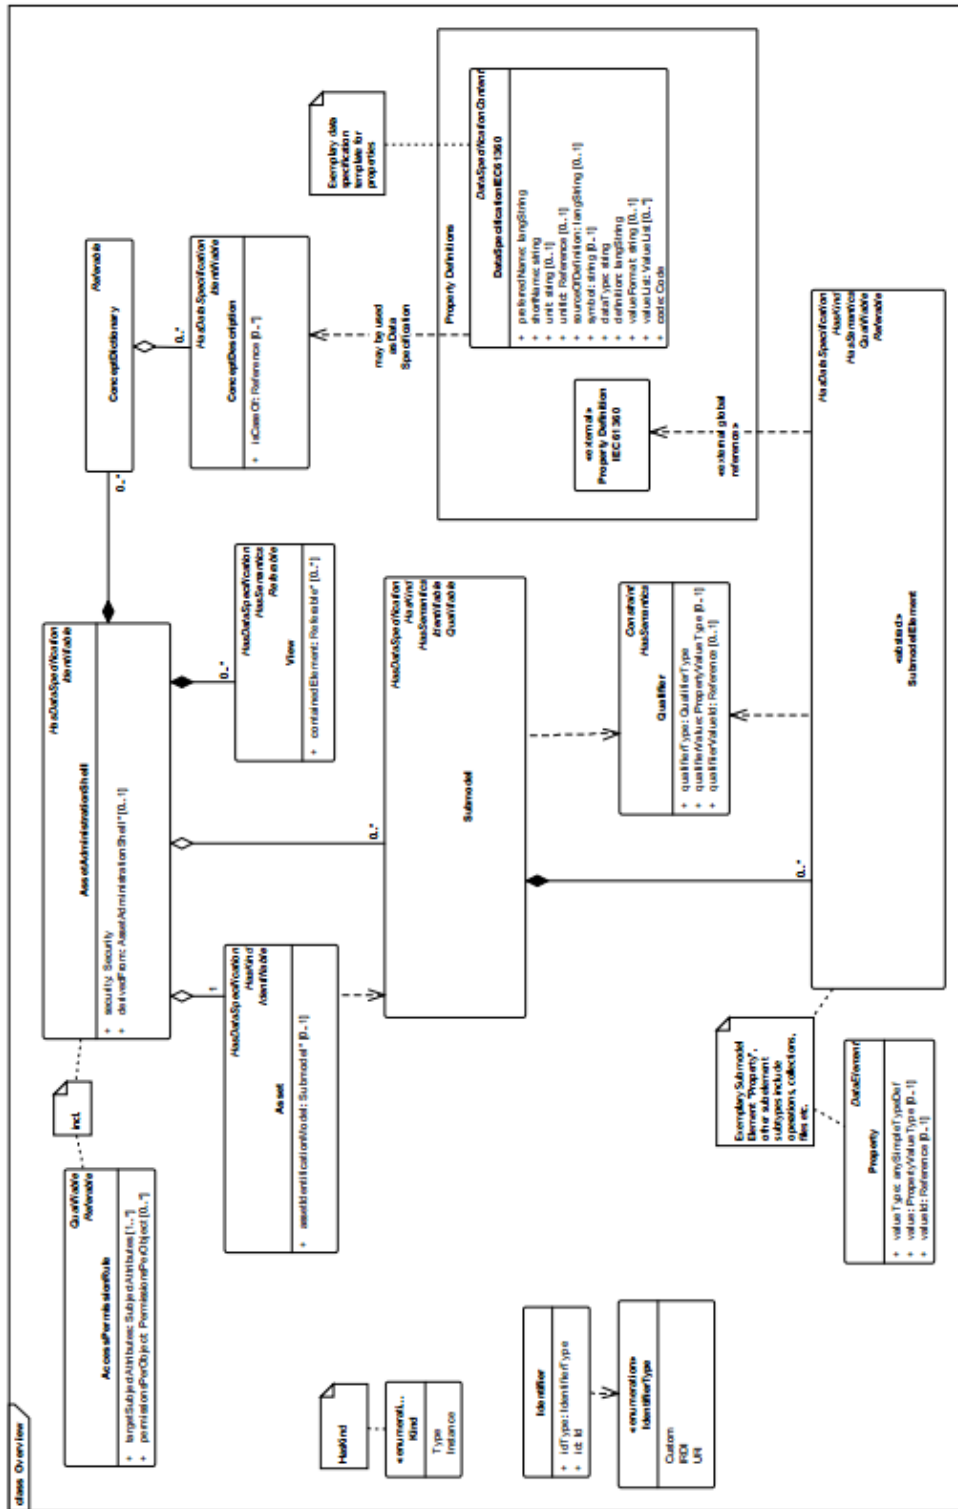 class Overview
AccessPermissionRule
Qualifiable
Referable
+ targetSubjectAttributes: SubjectAttributes [1..*]
+ permissionsPerObject: PermissionsPerObject [0..*]
incl.
AssetAdministrationShell
HasDataSpecification
Identifiable
+ security: Security
+ derivedFrom: AssetAdministrationShell* [0..1]
0..*
ConceptDictionary
Referable
0..*
HasDataSpecification
Identifiable
ConceptDescription
+ isCaseOf: Reference [0..*]
HasDataSpecification
HasSemantics
Referable
View
+ containedElement: Referable* [0..*]
0..*
1
HasDataSpecification
HasKind
Identifiable
Asset
+ assetIdentificationModel: Submodel* [0..1]
0..*
HasDataSpecification
HasKind
HasSemantics
Identifiable
Qualifiable
Submodel
Exemplary data
specification
template for
properties
may be used
as Data
Specification
Property Definitions
DataSpecificationContent
DataSpecificationIEC61360
+ preferredName: langString
+ shortName: string
+ unit: string [0..1]
+ unitId: Reference [0..1]
+ sourceOfDefinition: langString [0..1]
+ symbol: string [0..1]
+ dataType: string
+ definition: langString
+ valueFormat: string [0..1]
+ valueList: ValueList [0..*]
+ code: Code
«external»
Property Definition
IEC61360
«external global
reference»
Constraint
HasSemantics
Qualifier
+ qualifierType: QualifierType
+ qualifierValue: PropertyValueType [0..1]
+ qualifierValueId: Reference [0..1]
0..*
HasDataSpecification
HasKind
HasSemantics
Qualifiable
Referable
«abstract»
SubmodelElement
Exemplary Submodel
Element "Property",
other subelement
subtypes include
operations, collections,
files etc.
DataElement
Property
+ valueType: anySimpleTypeDef
+ value: PropertyValueType [0..1]
+ valueId: Reference [0..1]
HasKind
«enumerati...
Kind
Type
Instance
Identifier
+ idType: IdentifierType
+ id: Id
«enumeration»
IdentifierType
Custom
IRDI
URI